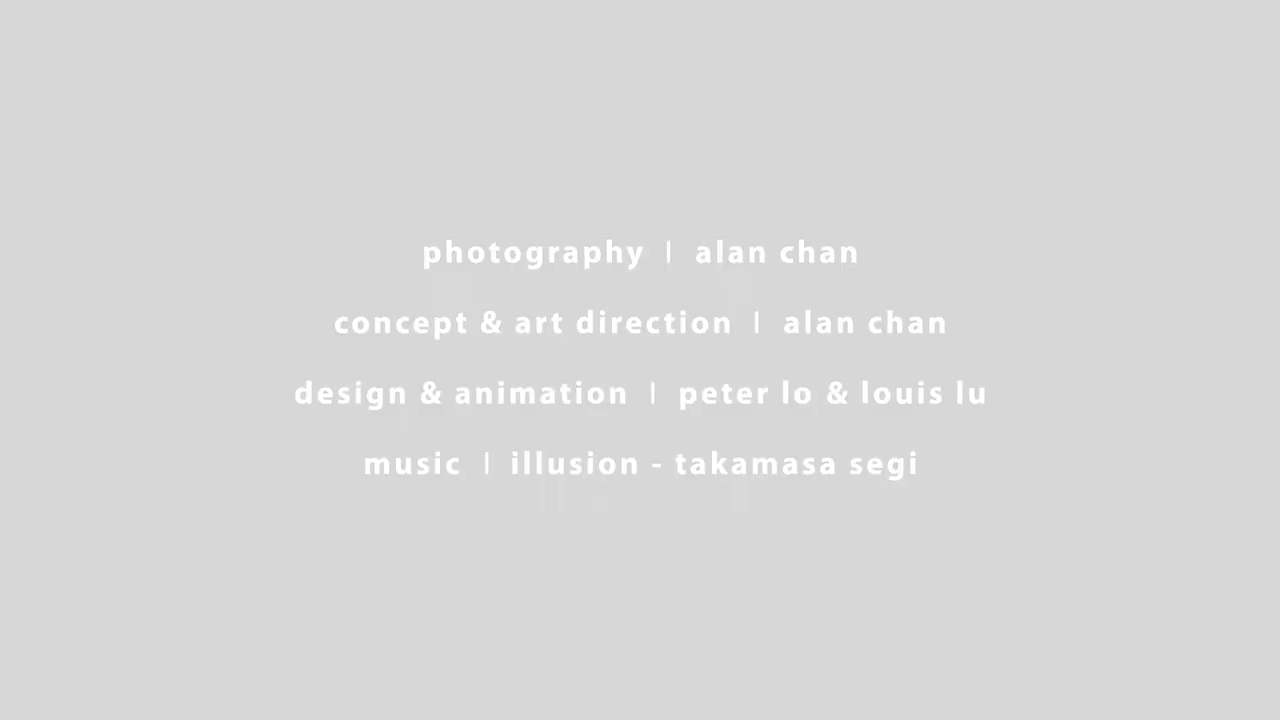 photography | alan chan
concept & art direction | alan chan
design & animation | peter lo & louis lu
music | illusion - takamasa segi